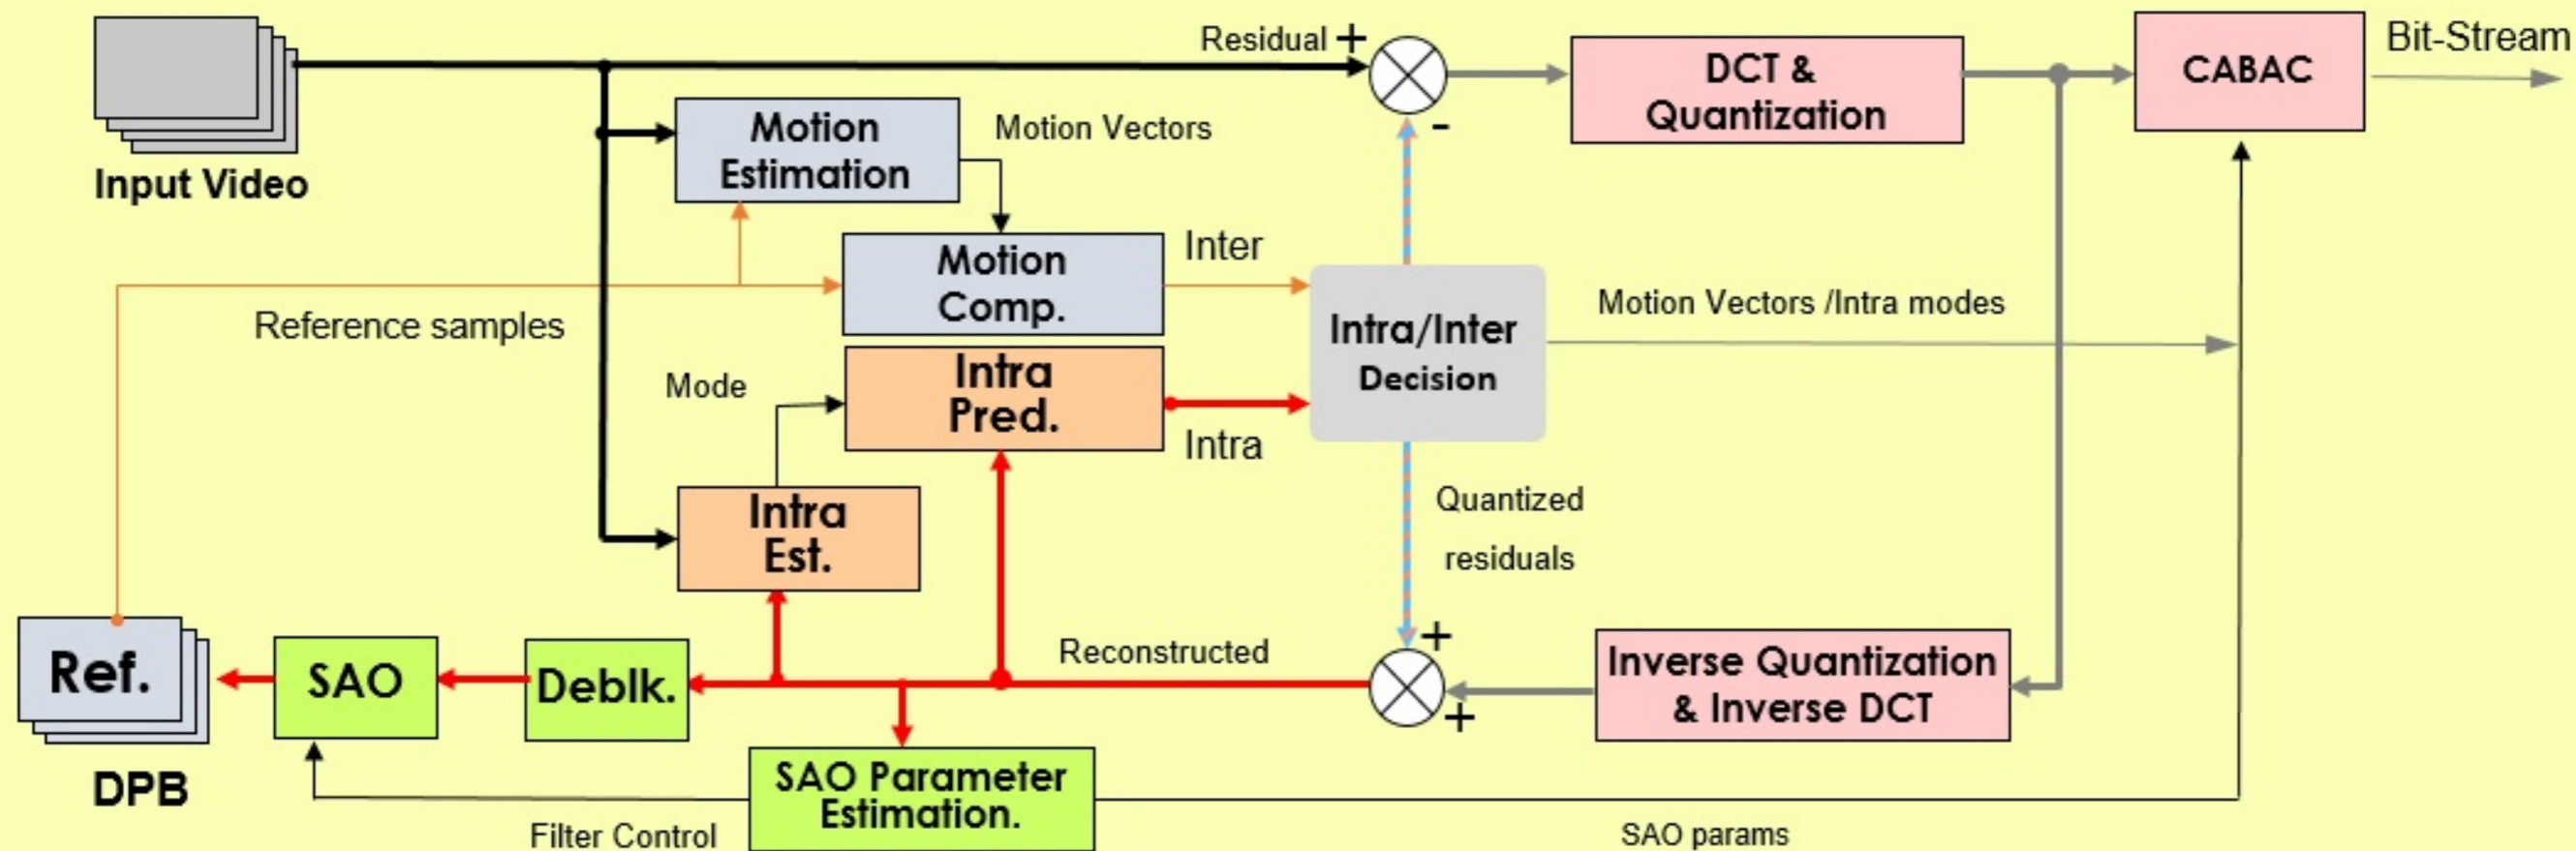 Residual +
Bit-Stream
DCT &
Quantization
CABAC
Motion
Estimation
Motion Vectors
-
Input Video
Motion
Comp.
Inter
Reference samples
Intra/Inter
Decision
Motion Vectors /Intra modes
Mode
Intra
Pred.
Intra
Intra
Est.
Quantized
residuals
Ref.
SAO
Deblk.
Reconstructed
+
+
Inverse Quantization
& Inverse DCT
DPB
SAO Parameter
Estimation.
Filter Control
SAO params